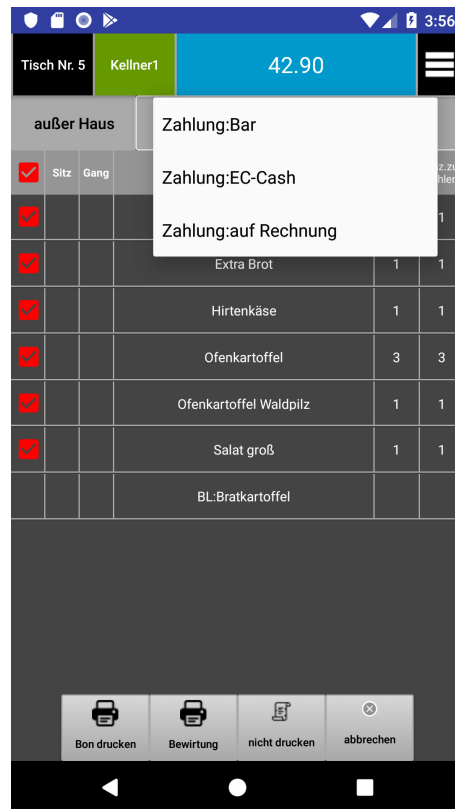 3:56
Tisch Nr. 5 Kellner1 42.90
außer Haus
Zahlung:Bar
Zahlung:EC-Cash
Zahlung:auf Rechnung
Sitz Gang
1
Extra Brot 1 1
Hirtenkäse 1 1
Ofenkartoffel 3 3
Ofenkartoffel Waldpilz 1 1
Salat groß 1 1
BL:Bratkartoffel
Bon drucken Bewirtung nicht drucken abbrechen